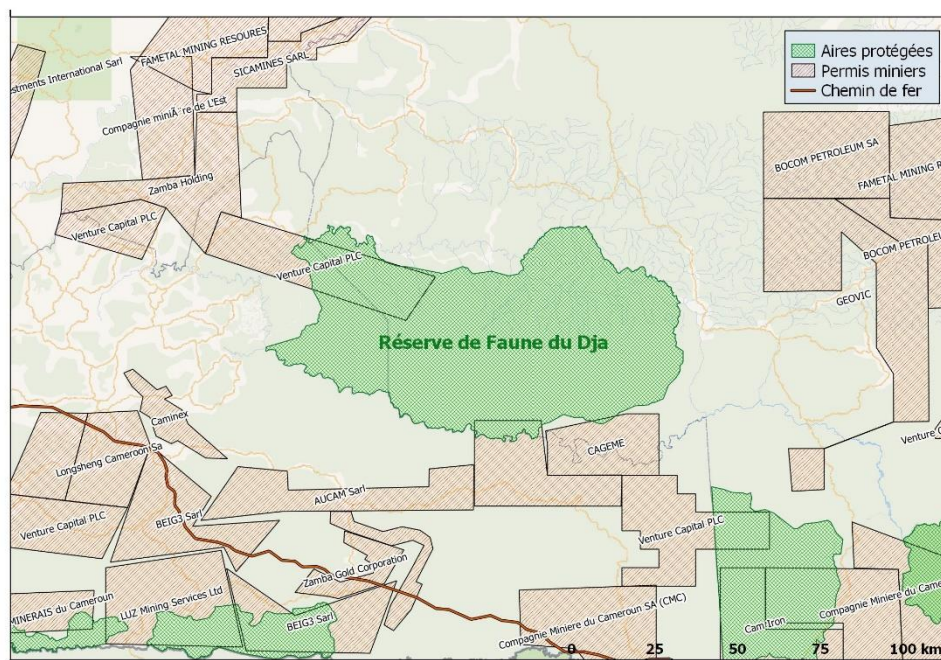 FAMETAL MINING RESOURES
SICAMINES SARL
stments International Sarl
Compagnie miniÃ¨re de L'Est
Zamba Holding
Venture Capital PLC
Venture Capital PLC
Aires protégées
Permis miniers
Chemin de fer
BOCOM PETROLEUM SA
FAMETAL MINING R
BOCOM PETROLEU
GEOVIC
Réserve de Faune du Dja
Caminex
Longsheng Cameroon Sa
CAGEME
Venture C
AUCAM Sarl
Venture Capital PLC
BEIG3 Sarl
Venture Capital PLC
Zamba Gold Corporation
MINERAIS du Cameroun
LUZ Mining Services Ltd
BEIG3 Sarl
Compagnie Miniere du Cameroun SA (CMC)
Cam Iron
Compagnie Miniere du Came
0 25 50 75 100 km